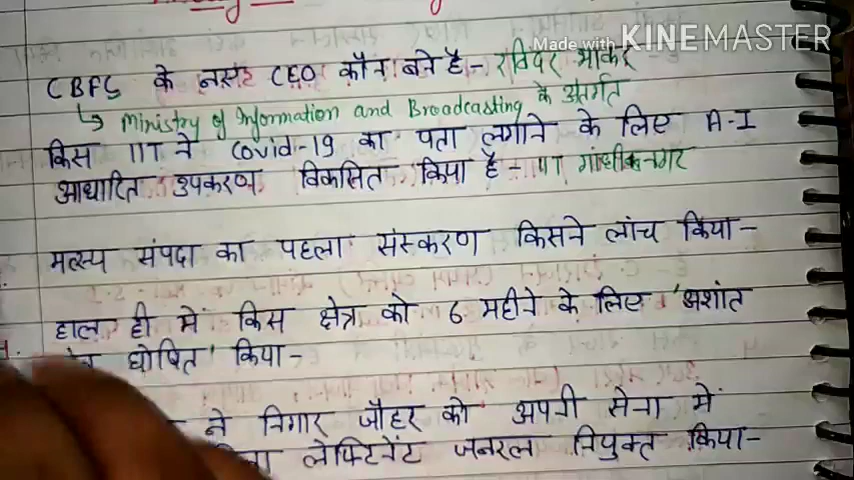 Made with KINEMASTER
CBFC के नए CEO कौन बने है - रविंदर भाकर
↳ Ministry of Information and Broadcasting के अंतर्गत
किस IIT ने Covid-19 का पता लगाने के लिए A-I
आधारित उपकरण विकसित किया है - IIT गांधीनगर
मत्स्य संपदा का पहला संस्करण किसने लांच किया-
हाल ही में किस क्षेत्र को 6 महीने के लिए 'अशांत
घोषित' किया-
ने निगार जौहर को अपनी सेना में
लेफ्टिनेंट जनरल नियुक्त किया-